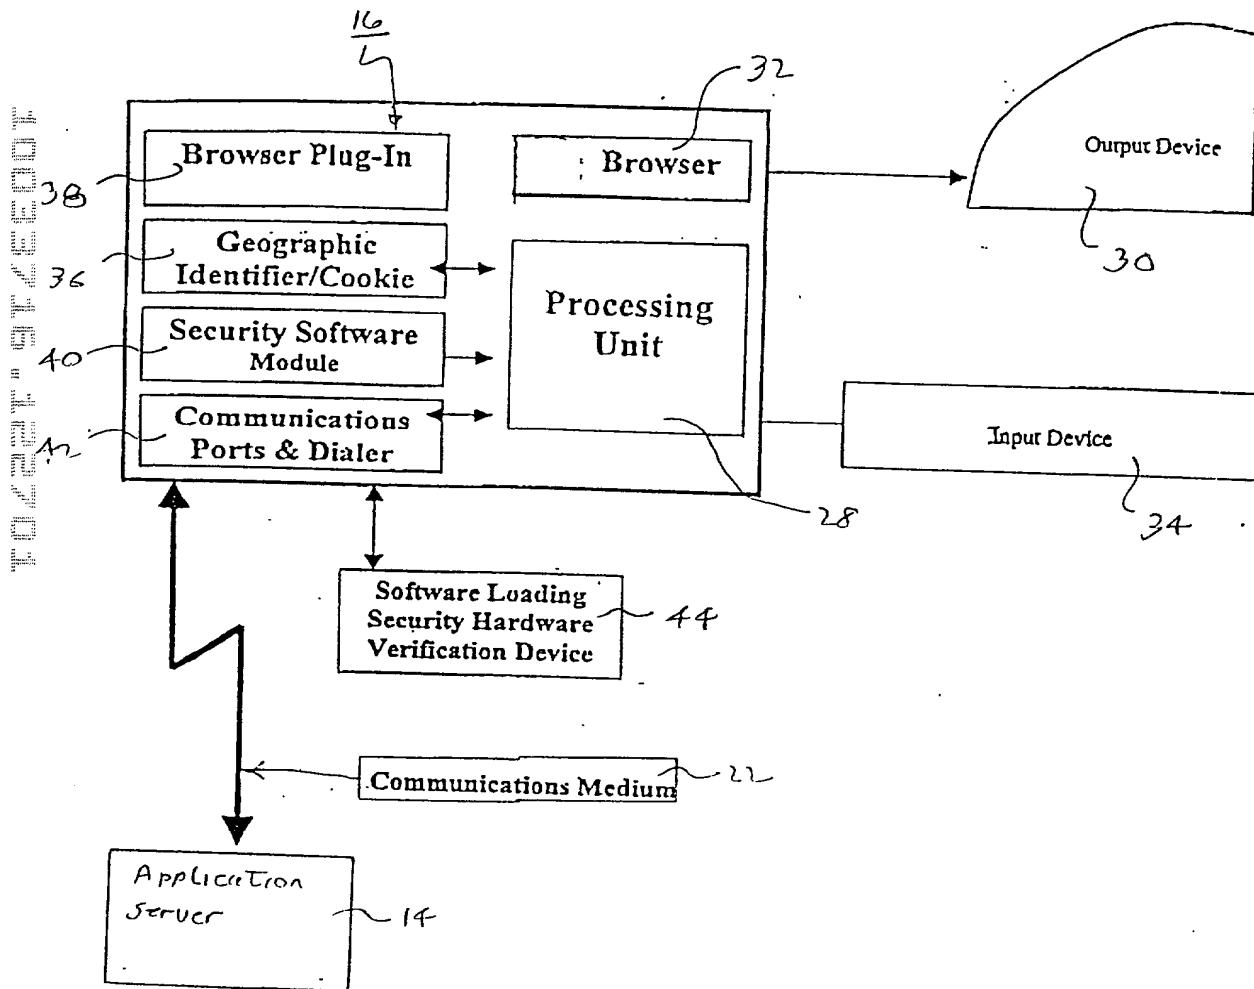 16
32
Browser Plug-In
Browser
Output Device
38
30
Geographic
Identifier/Cookie
36
Processing
Unit
Security Software
Module
40
Communications
Ports & Dialer
42
Input Device
28
34
Software Loading
Security Hardware
Verification Device
44
Communications Medium
22
Application
Server
14